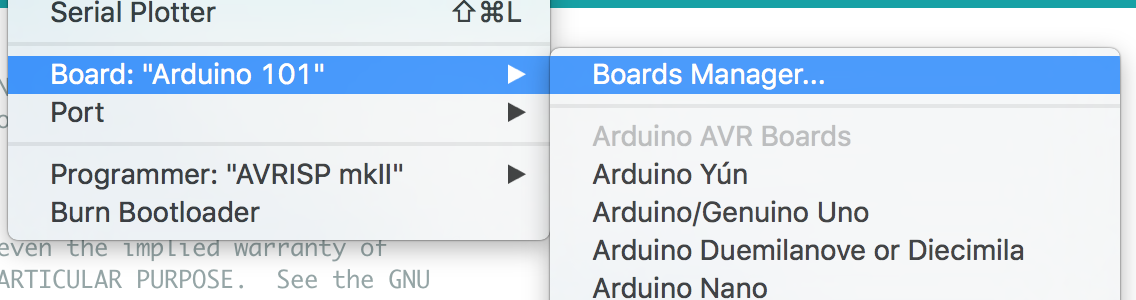 Serial Plotter ⇧⌘L
Board: "Arduino 101" ▶
Port ▶
Programmer: "AVRISP mkII" ▶
Burn Bootloader
Boards Manager...
Arduino AVR Boards
Arduino Yún
Arduino/Genuino Uno
Arduino Duemilanove or Diecimila
Arduino Nano
even the implied warranty of
ARTICULAR PURPOSE.  See the GNU